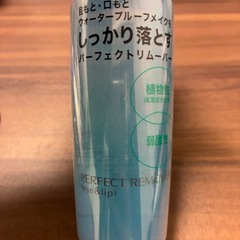 目もと・口もと
ウォータープルーフメイクも
しっかり落とす
パーフェクトリムーバー
植物性
弱酸性
PERFECT REMOVER
(eye&lip)